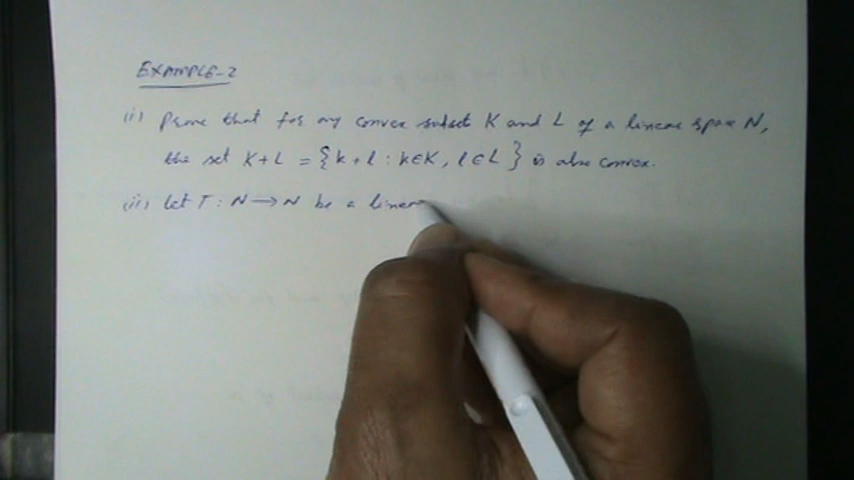 EXAMPLE-2
(i) Prove that for any convex subset K and L of a linear space N,
the set K+L = {k+l : k∈K, l∈L} is also convex.
(ii) let T : N → N be a linear